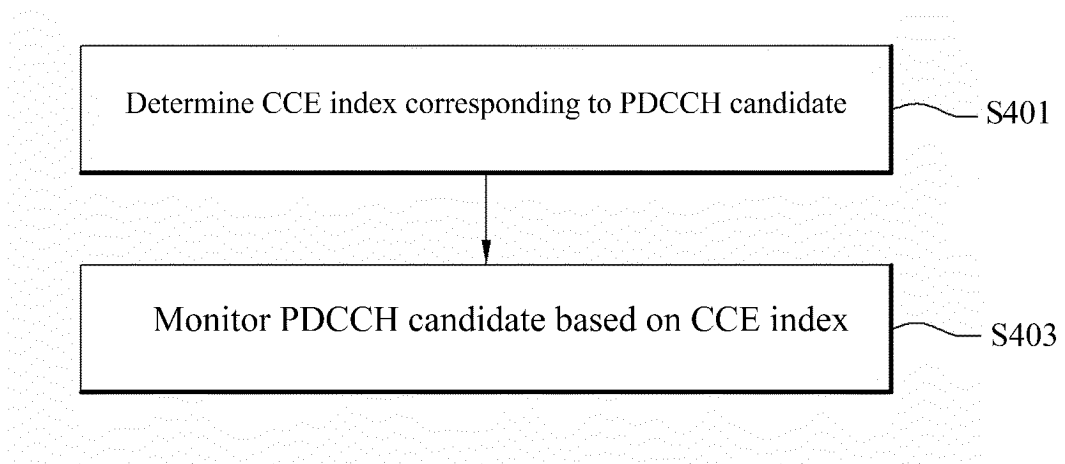 Determine CCE index corresponding to PDCCH candidate
S401
Monitor PDCCH candidate based on CCE index
S403